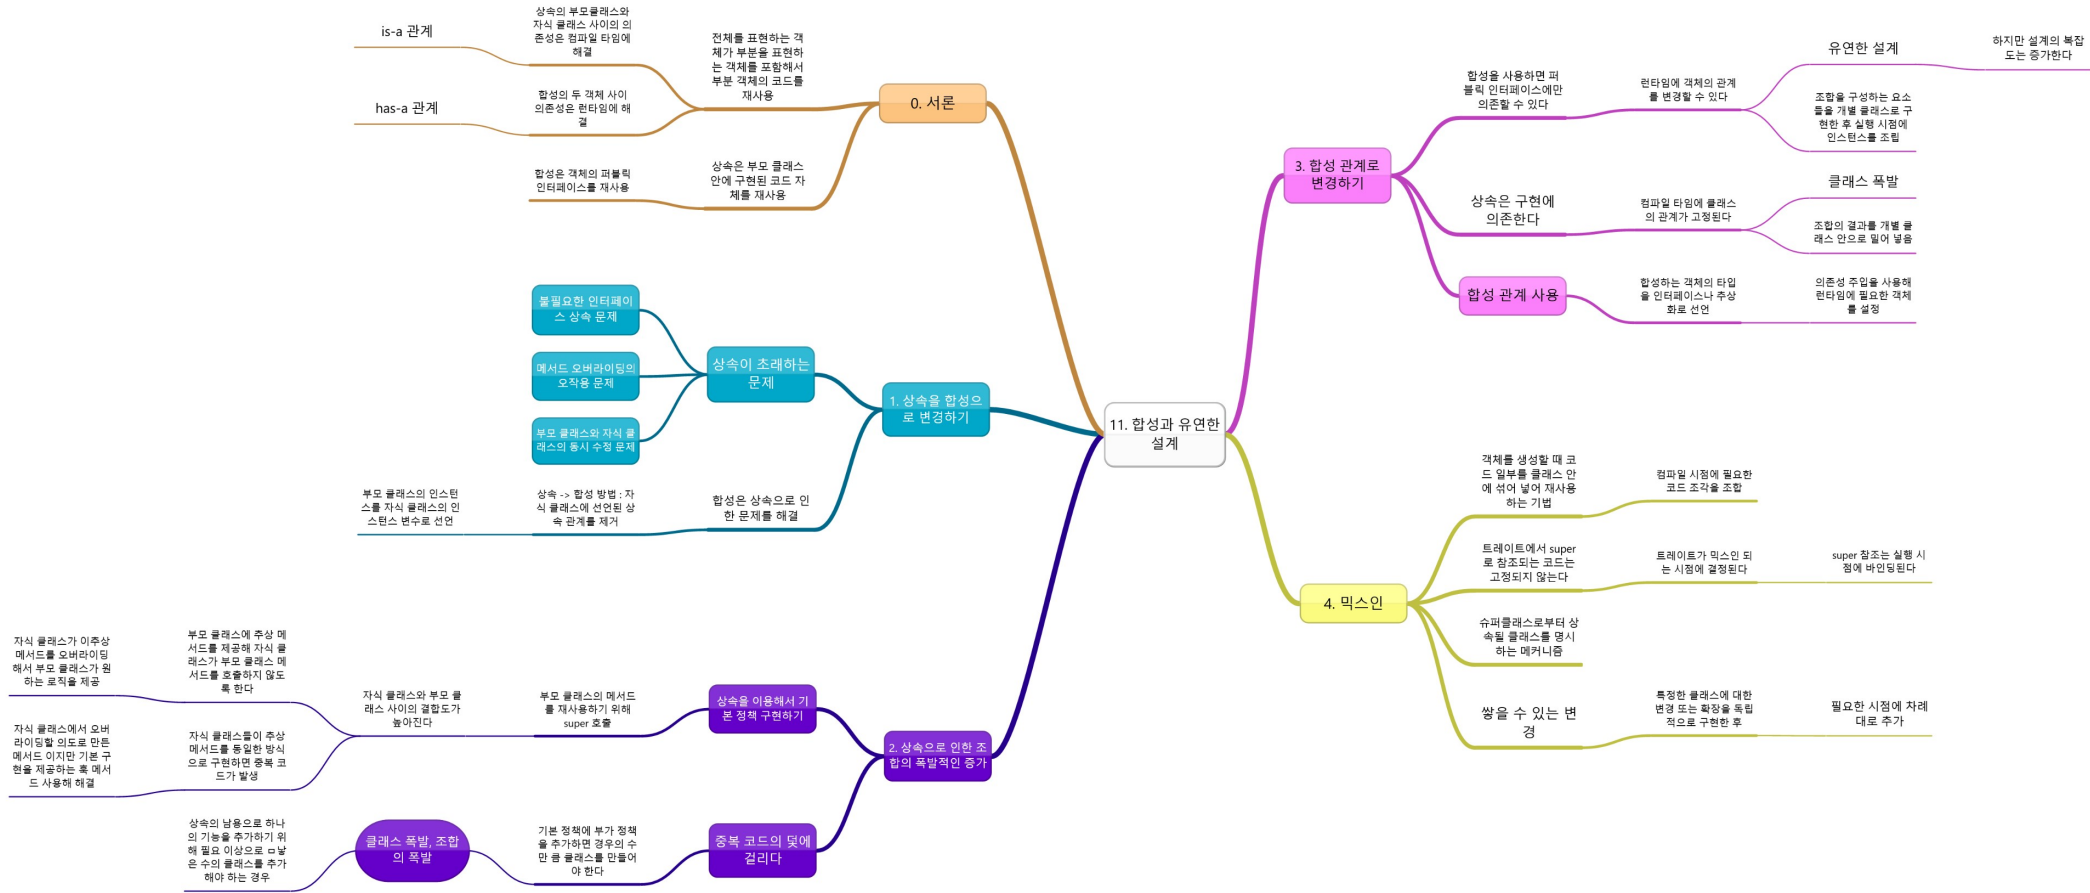 11. 합성과 유연한
설계
0. 서론
전체를 표현하는 객
체가 부분을 표현하
는 객체를 포함해서
부분 객체의 코드를
재사용
상속의 부모클래스와
자식 클래스 사이의 의
존성은 컴파일 타임에
해결
is-a 관계
합성의 두 객체 사이
의존성은 런타임에 해
결
has-a 관계
상속은 부모 클래스
안에 구현된 코드 자
체를 재사용
합성은 객체의 퍼블릭
인터페이스를 재사용
1. 상속을 합성으
로 변경하기
상속이 초래하는
문제
불필요한 인터페이
스 상속 문제
메서드 오버라이딩의
오작용 문제
부모 클래스와 자식 클
래스의 동시 수정 문제
합성은 상속으로 인
한 문제를 해결
상속 -> 합성 방법 : 자
식 클래스에 선언된 상
속 관계를 제거
부모 클래스의 인스턴
스를 자식 클래스의 인
스턴스 변수로 선언
2. 상속으로 인한 조
합의 폭발적인 증가
상속을 이용해서 기
본 정책 구현하기
부모 클래스의 메서드
를 재사용하기 위해
super 호출
자식 클래스와 부모 클
래스 사이의 결합도가
높아진다
부모 클래스에 추상 메
서드를 제공해 자식 클
래스가 부모 클래스 메
서드를 호출하지 않도
록 한다
자식 클래스가 이추상
메서드를 오버라이딩
해서 부모 클래스가 원
하는 로직을 제공
자식 클래스들이 추상
메서드를 동일한 방식
으로 구현하면 중복 코
드가 발생
자식 클래스에서 오버
라이딩할 의도로 만든
메서드 이지만 기본 구
현을 제공하는 훅 메서
드 사용해 해결
중복 코드의 덫에
걸리다
기본 정책에 부가 정책
을 추가하면 경우의 수
만 큼 클래스를 만들어
야 한다
클래스 폭발, 조합
의 폭발
상속의 남용으로 하나
의 기능을 추가하기 위
해 필요 이상으로 ㅁ낳
은 수의 클래스를 추가
해야 하는 경우
3. 합성 관계로
변경하기
합성을 사용하면 퍼
블릭 인터페이스에만
의존할 수 있다
런타임에 객체의 관계
를 변경할 수 있다
유연한 설계
하지만 설계의 복잡
도는 증가한다
조합을 구성하는 요소
들을 개별 클래스로 구
현한 후 실행 시점에
인스턴스를 조립
상속은 구현에
의존한다
컴파일 타임에 클래스
의 관계가 고정된다
클래스 폭발
조합의 결과를 개별 클
래스 안으로 밀어 넣음
합성 관계 사용
합성하는 객체의 타입
을 인터페이스나 추상
화로 선언
의존성 주입을 사용해
런타임에 필요한 객체
를 설정
4. 믹스인
객체를 생성할 때 코
드 일부를 클래스 안
에 섞어 넣어 재사용
하는 기법
컴파일 시점에 필요한
코드 조각을 조합
트레이트에서 super
로 참조되는 코드는
고정되지 않는다
트레이트가 믹스인 되
는 시점에 결정된다
super 참조는 실행 시
점에 바인딩된다
슈퍼클래스로부터 상
속될 클래스를 명시
하는 메커니즘
쌓을 수 있는 변
경
특정한 클래스에 대한
변경 또는 확장을 독립
적으로 구현한 후
필요한 시점에 차례
대로 추가